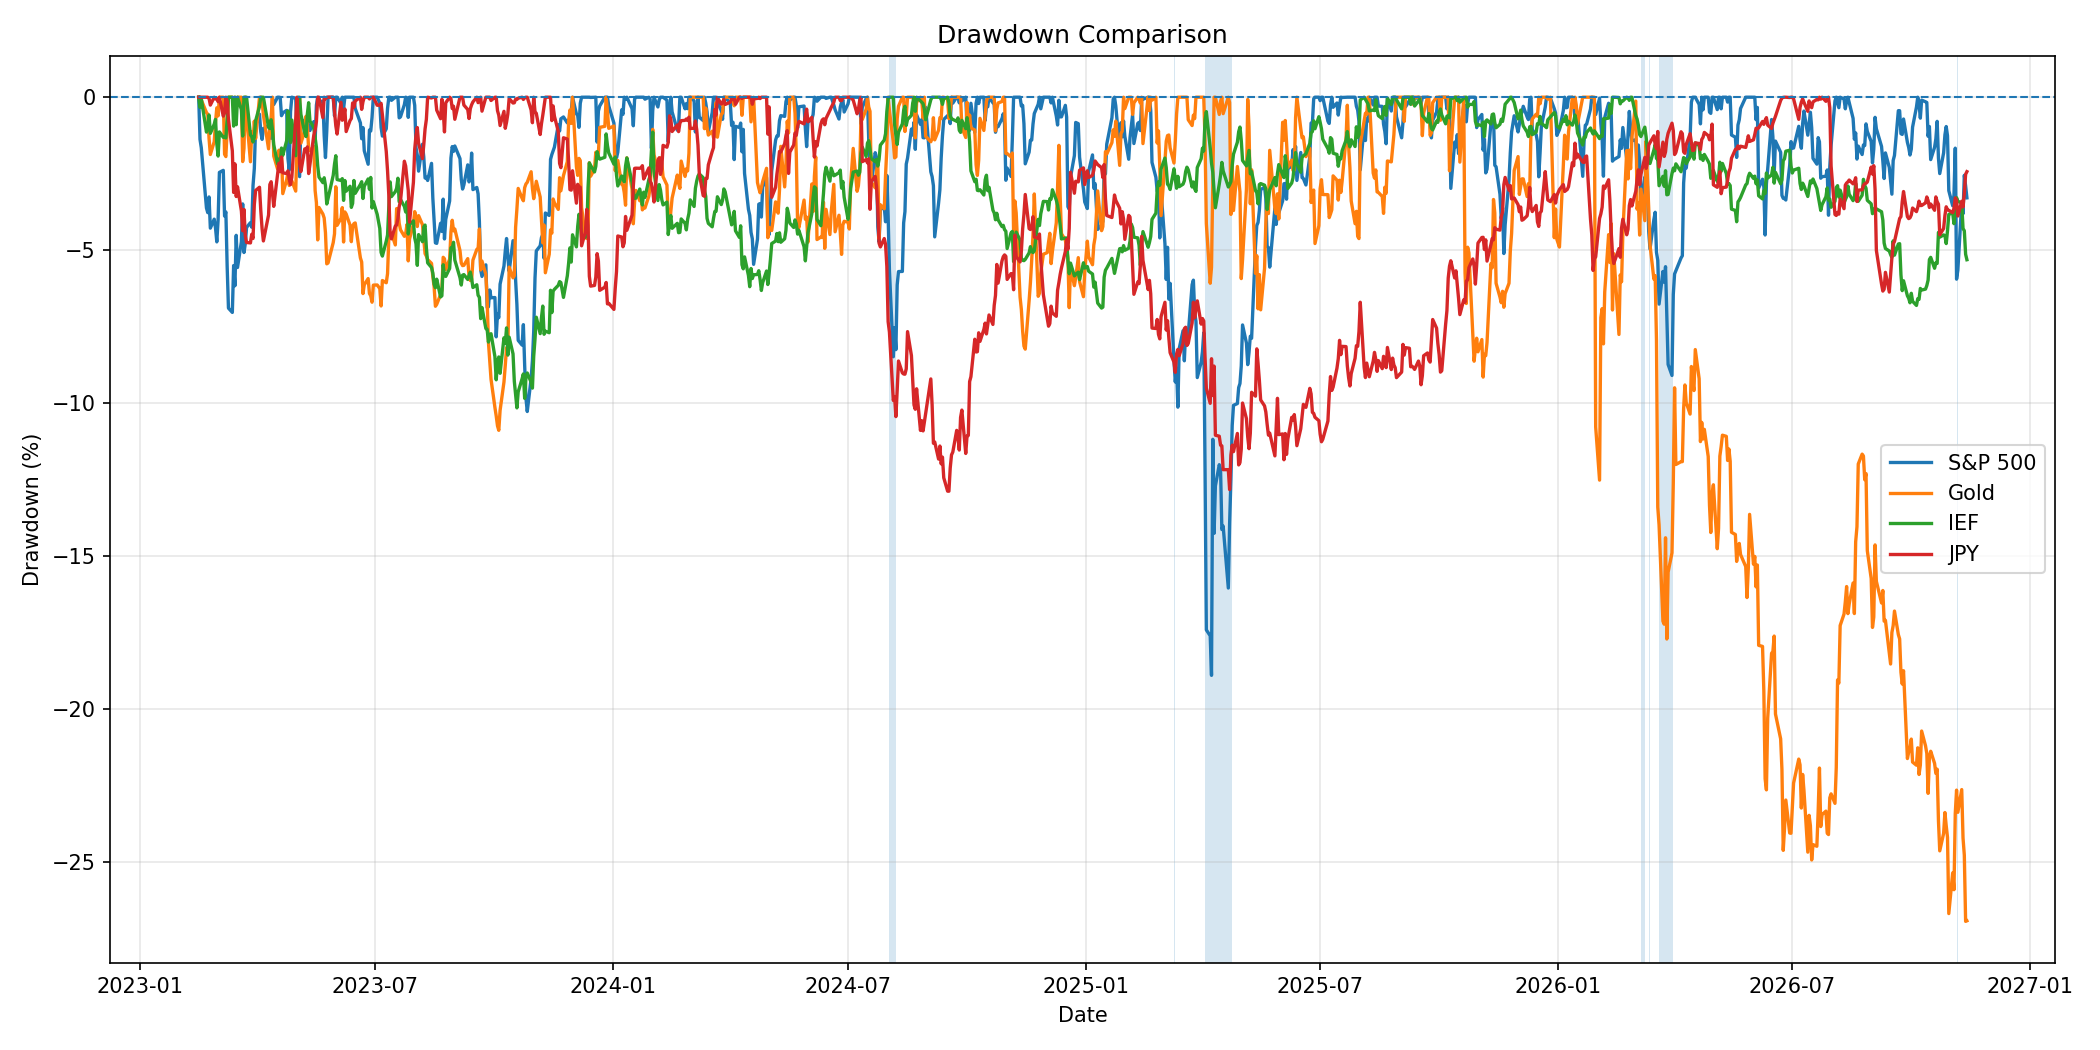 Drawdown Comparison
0
−5
−10
−15
−20
−25
Drawdown (%)
S&P 500
Gold
IEF
JPY
2023-01
2023-07
2024-01
2024-07
2025-01
2025-07
2026-01
2026-07
2027-01
Date